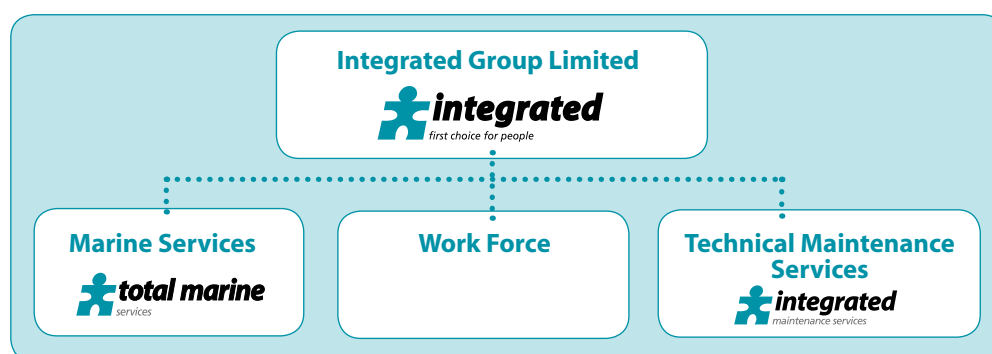 Integrated Group Limited
integrated
first choice for people
Marine Services
total marine
services
Work Force
Technical Maintenance
Services
integrated
maintenance services